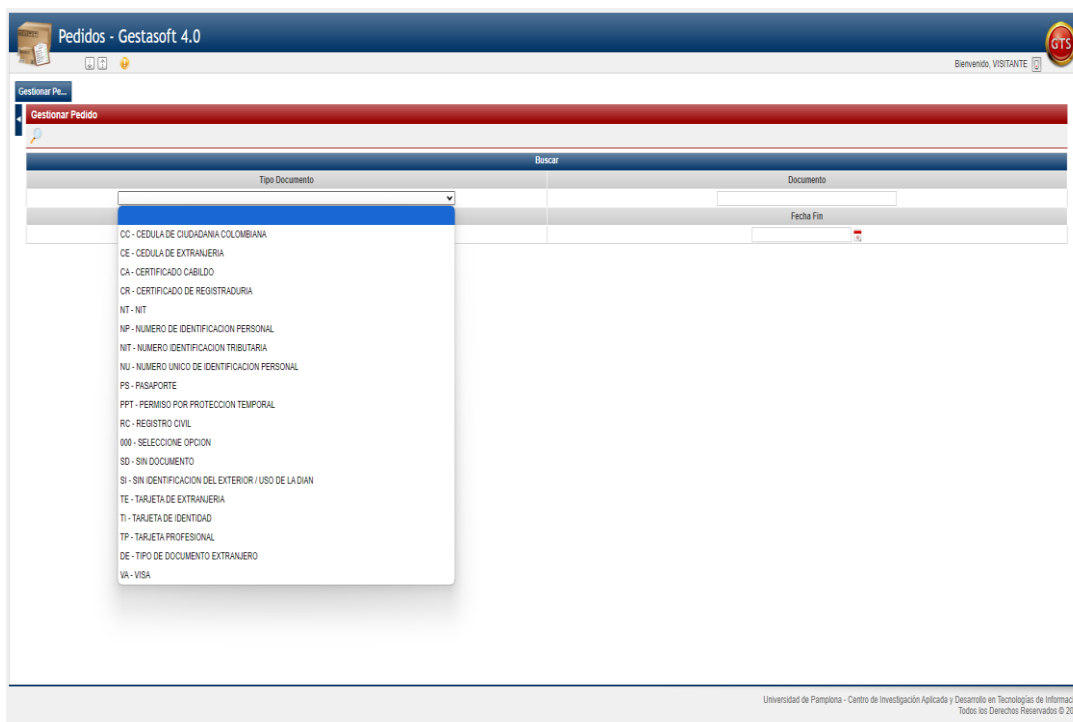 Pedidos - Gestasoft 4.0
GTS
Bienvenido, VISITANTE
Gestionar Pe...
Gestionar Pedido
Buscar
Tipo Documento
Documento
Fecha Fin
CC - CEDULA DE CIUDADANIA COLOMBIANA
CE - CEDULA DE EXTRANJERIA
CA - CERTIFICADO CABILDO
CR - CERTIFICADO DE REGISTRADURIA
NT - NIT
NP - NUMERO DE IDENTIFICACION PERSONAL
NIT - NUMERO IDENTIFICACION TRIBUTARIA
NU - NUMERO UNICO DE IDENTIFICACION PERSONAL
PS - PASAPORTE
PPT - PERMISO POR PROTECCION TEMPORAL
RC - REGISTRO CIVIL
000 - SELECCIONE OPCION
SD - SIN DOCUMENTO
SI - SIN IDENTIFICACION DEL EXTERIOR / USO DE LA DIAN
TE - TARJETA DE EXTRANJERIA
TI - TARJETA DE IDENTIDAD
TP - TARJETA PROFESIONAL
DE - TIPO DE DOCUMENTO EXTRANJERO
VA - VISA
Universidad de Pamplona - Centro de Investigación Aplicada y Desarrollo en Tecnologías de Informaci
Todos los Derechos Reservados © 20